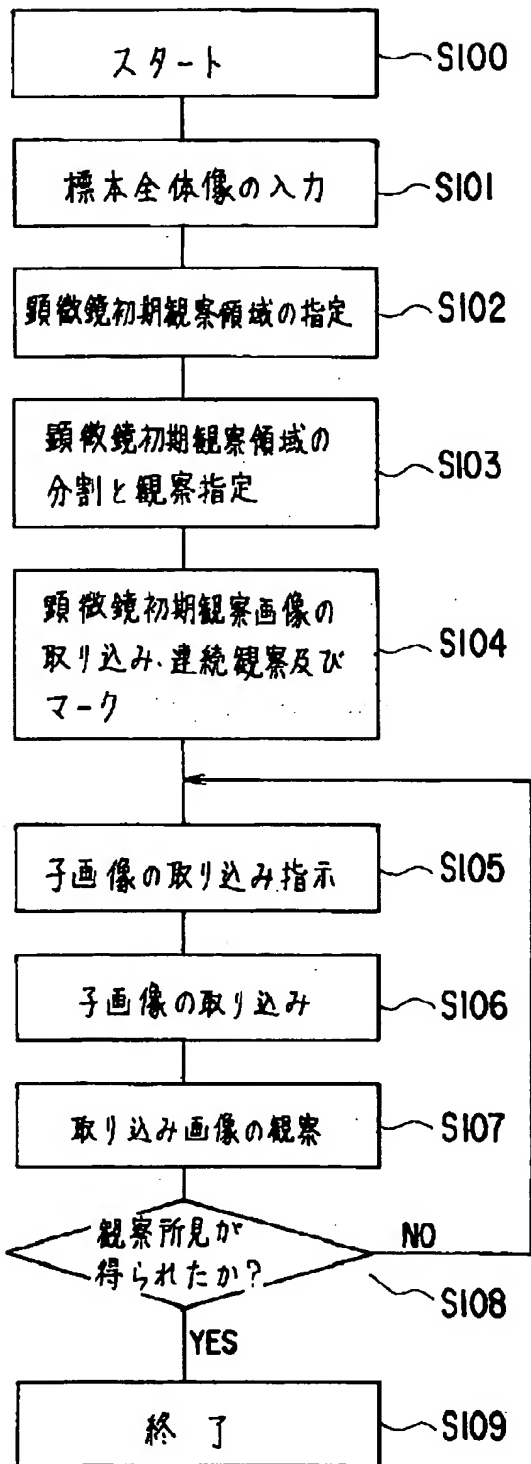 スタート
S100
標本全体像の入力
S101
顕微鏡初期観察領域の指定
S102
顕微鏡初期観察領域の
分割と観察指定
S103
顕微鏡初期観察画像の
取り込み、連続観察及び
マーク
S104
子画像の取り込み指示
S105
子画像の取り込み
S106
取り込み画像の観察
S107
観察所見が
得られたか?
NO
S108
YES
終了
S109